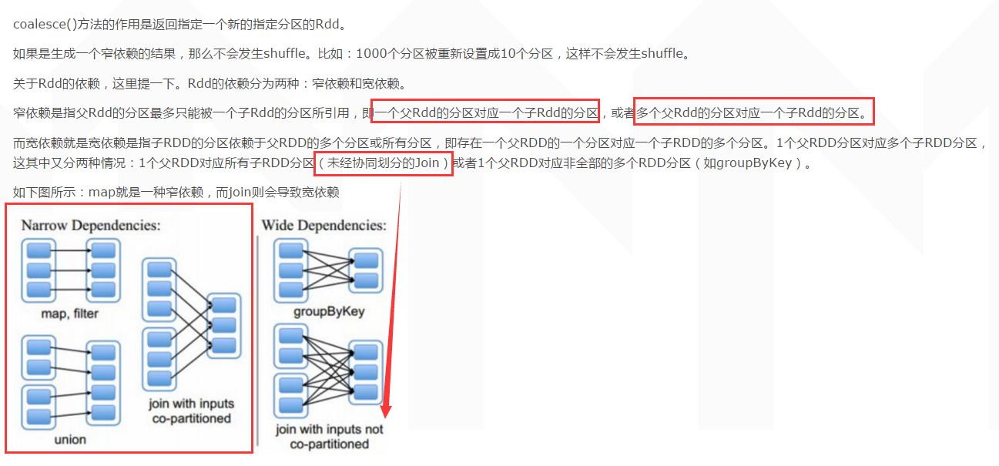 coalesce()方法的作用是返回指定一个新的指定分区的Rdd。
如果是生成一个窄依赖的结果，那么不会发生shuffle。比如：1000个分区被重新设置成10个分区，这样不会发生shuffle。
关于Rdd的依赖，这里提一下。Rdd的依赖分为两种：窄依赖和宽依赖。
窄依赖是指父Rdd的分区最多只能被一个子Rdd的分区所引用，即一个父Rdd的分区对应一个子Rdd的分区，或者多个父Rdd的分区对应一个子Rdd的分区。
而宽依赖就是宽依赖是指子RDD的分区依赖于父RDD的多个分区或所有分区，即存在一个父RDD的一个分区对应一个子RDD的多个分区。1个父RDD分区对应多个子RDD分区，
这其中又分两种情况：1个父RDD对应所有子RDD分区（未经协同划分的Join）或者1个父RDD对应非全部的多个RDD分区（如groupByKey）。
如下图所示：map就是一种窄依赖，而join则会导致宽依赖
Narrow Dependencies:
map, filter
union
join with inputs
co-partitioned
Wide Dependencies:
groupByKey
join with inputs not
co-partitioned